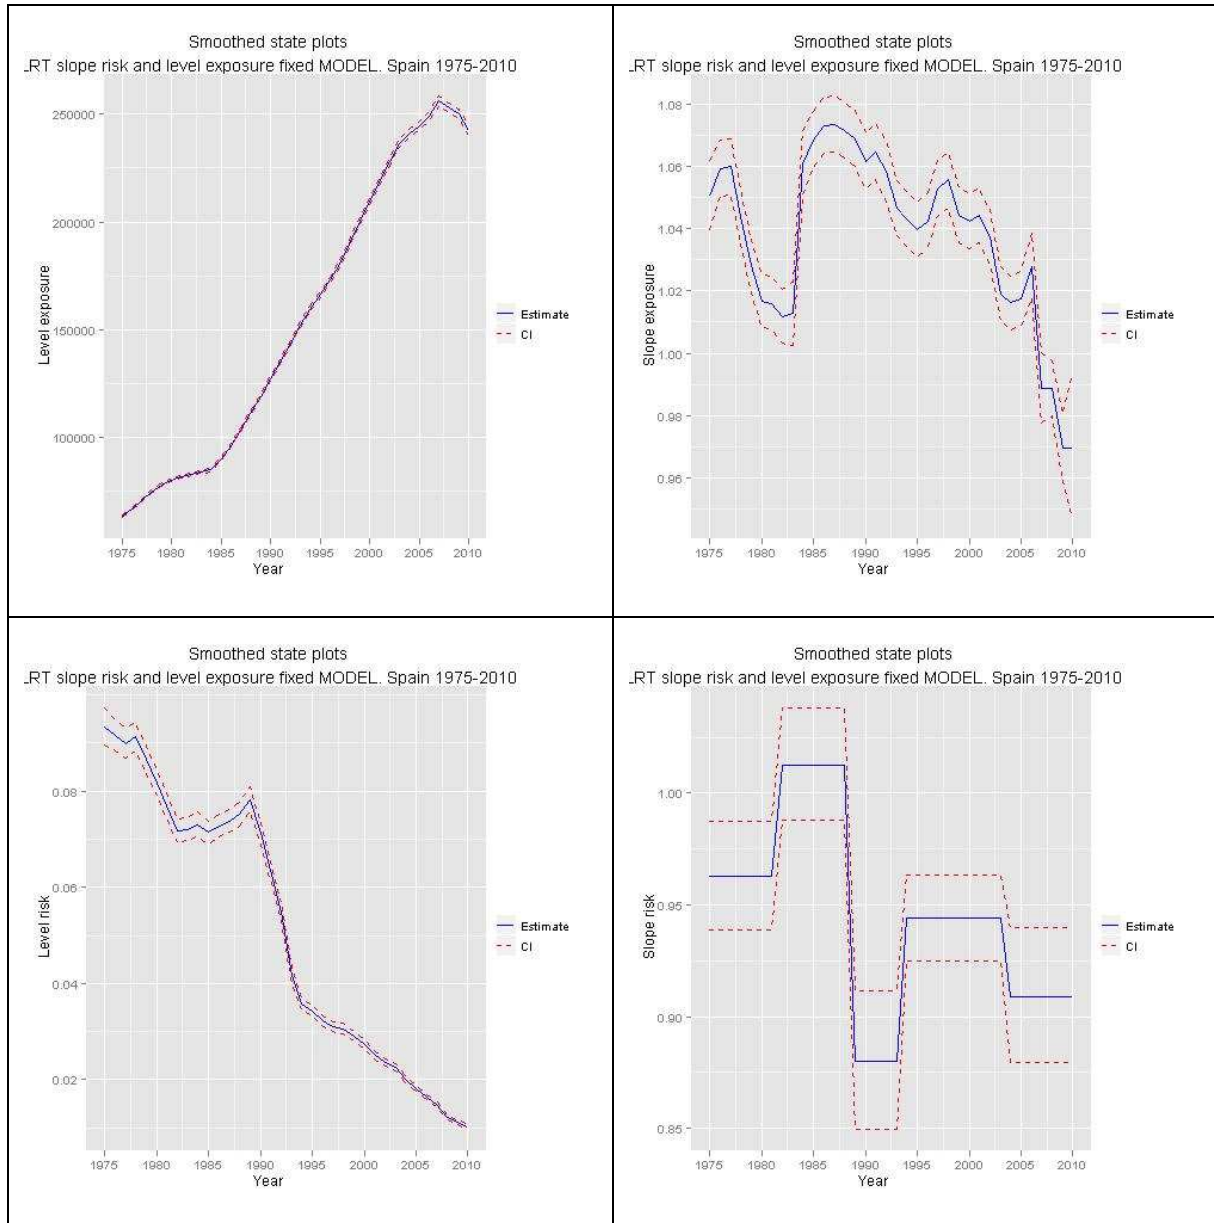 Smoothed state plots
_RT slope risk and level exposure fixed MODEL. Spain 1975-2010
250000
200000
150000
100000
Level exposure
1975 1980 1985 1990 1995 2000 2005 2010
Year
Estimate
CI
Smoothed state plots
_RT slope risk and level exposure fixed MODEL. Spain 1975-2010
1.08
1.06
1.04
1.02
1.00
0.98
0.96
Slope exposure
1975 1980 1985 1990 1995 2000 2005 2010
Year
Estimate
CI
Smoothed state plots
_RT slope risk and level exposure fixed MODEL. Spain 1975-2010
0.08
0.06
0.04
0.02
Level risk
1975 1980 1985 1990 1995 2000 2005 2010
Year
Estimate
CI
Smoothed state plots
_RT slope risk and level exposure fixed MODEL. Spain 1975-2010
1.00
0.95
0.90
0.85
Slope risk
1975 1980 1985 1990 1995 2000 2005 2010
Year
Estimate
CI